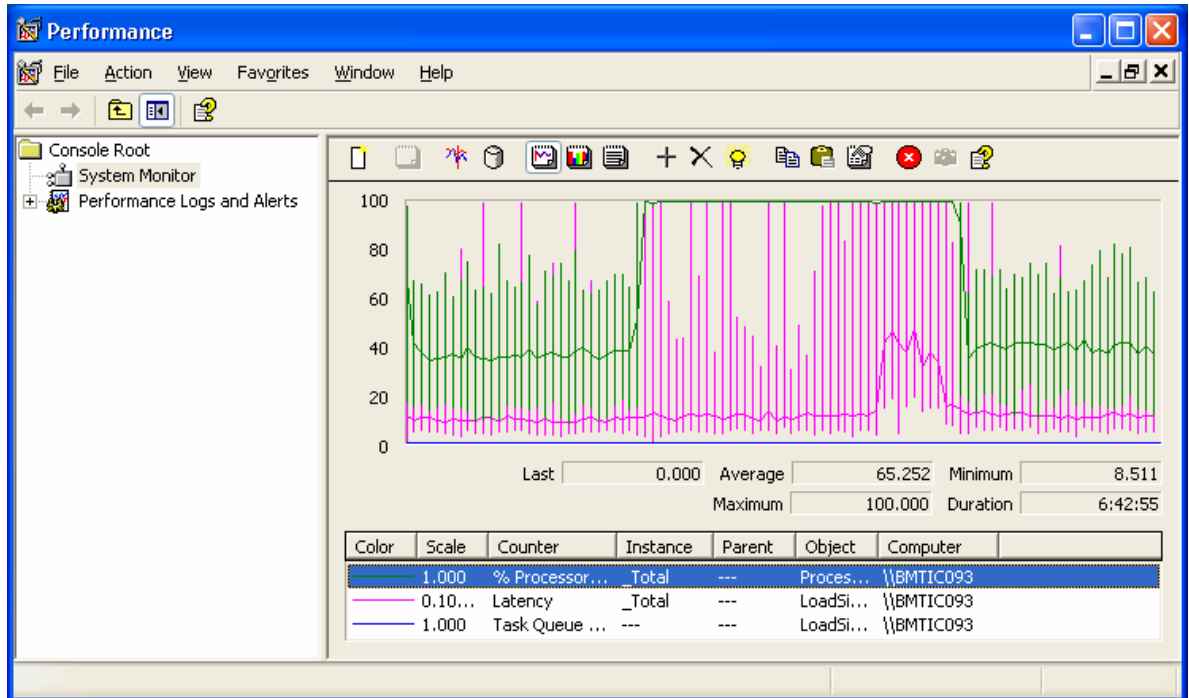 Performance
File Action View Favorites Window Help
Console Root
System Monitor
Performance Logs and Alerts
100
80
60
40
20
0
Last 0.000 Average 65.252 Minimum 8.511
Maximum 100.000 Duration 6:42:55
Color Scale Counter Instance Parent Object Computer
1.000 % Processor... _Total --- Proces... \\BMTIC093
0.10... Latency _Total --- LoadSi... \\BMTIC093
1.000 Task Queue ... --- --- LoadSi... \\BMTIC093